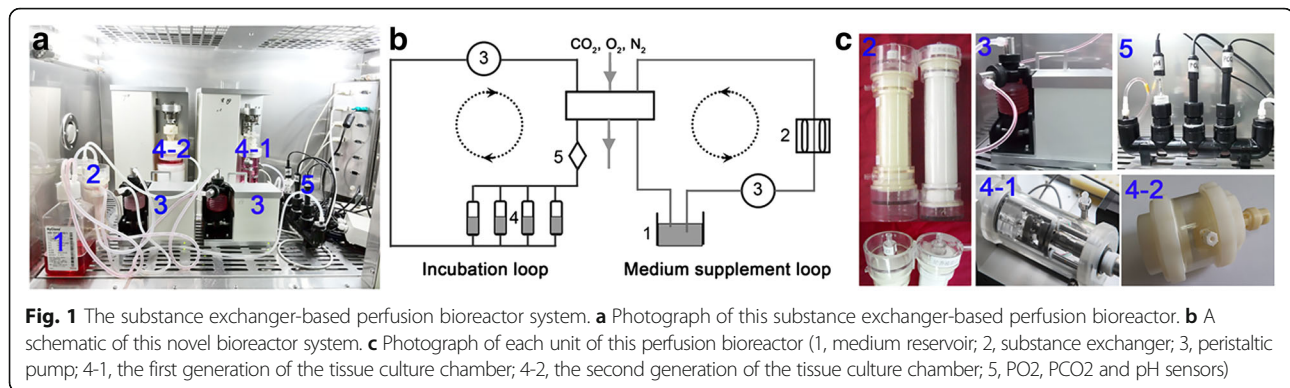 a
4-2
4-1
2
5
3
3
1
b
CO2, O2, N2
3
2
5
3
4
1
Incubation loop
Medium supplement loop
c
2
3
5
pH
PO2
PCO2
4-1
4-2
Fig. 1 The substance exchanger-based perfusion bioreactor system. a Photograph of this substance exchanger-based perfusion bioreactor. b A
schematic of this novel bioreactor system. c Photograph of each unit of this perfusion bioreactor (1, medium reservoir; 2, substance exchanger; 3, peristaltic
pump; 4-1, the first generation of the tissue culture chamber; 4-2, the second generation of the tissue culture chamber; 5, PO2, PCO2 and pH sensors)